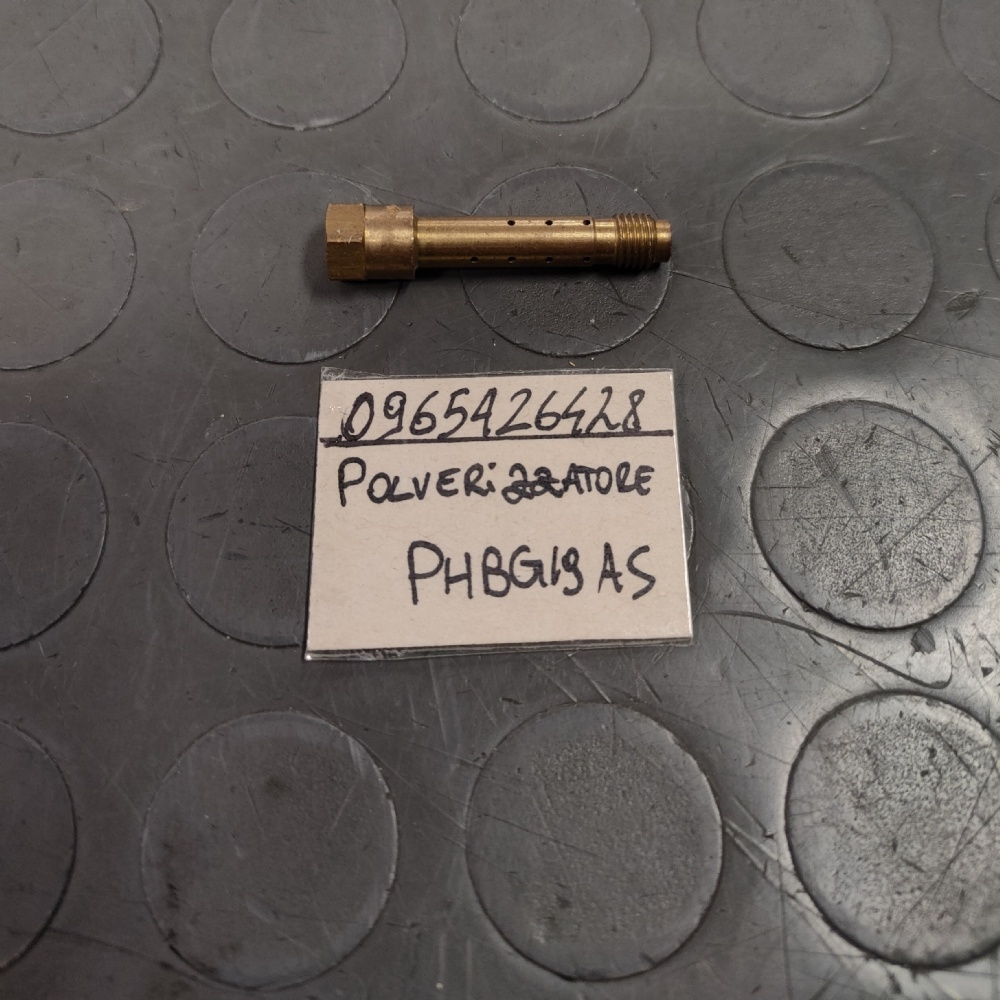 0965426428
POLVERiZZATORE
PHBG19 AS